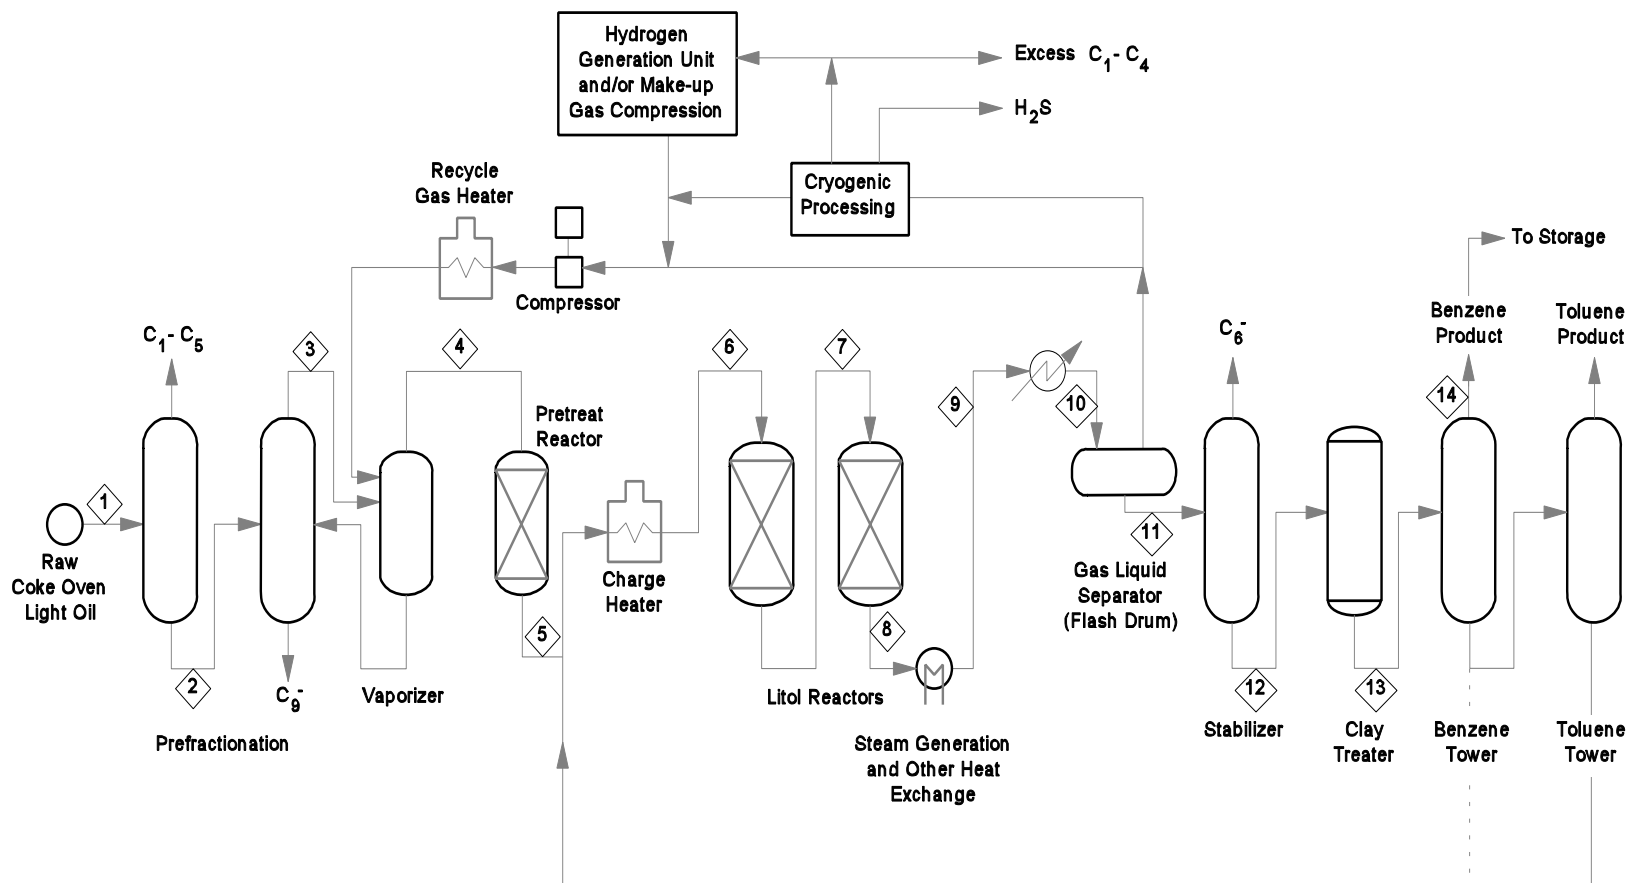 Hydrogen
Generation Unit
and/or Make-up
Gas Compression
Excess C1- C4
H2S
Recycle
Gas Heater
Cryogenic
Processing
To Storage
Compressor
Benzene
Product
Toluene
Product
C1- C5
C6-
3
4
6
7
14
9
10
Pretreat
Reactor
1
11
Raw
Coke Oven
Light Oil
Charge
Heater
Gas Liquid
Separator
(Flash Drum)
5
8
2
C9-
Vaporizer
Litol Reactors
12
13
Prefractionation
Steam Generation
and Other Heat
Exchange
Stabilizer
Clay
Treater
Benzene
Tower
Toluene
Tower